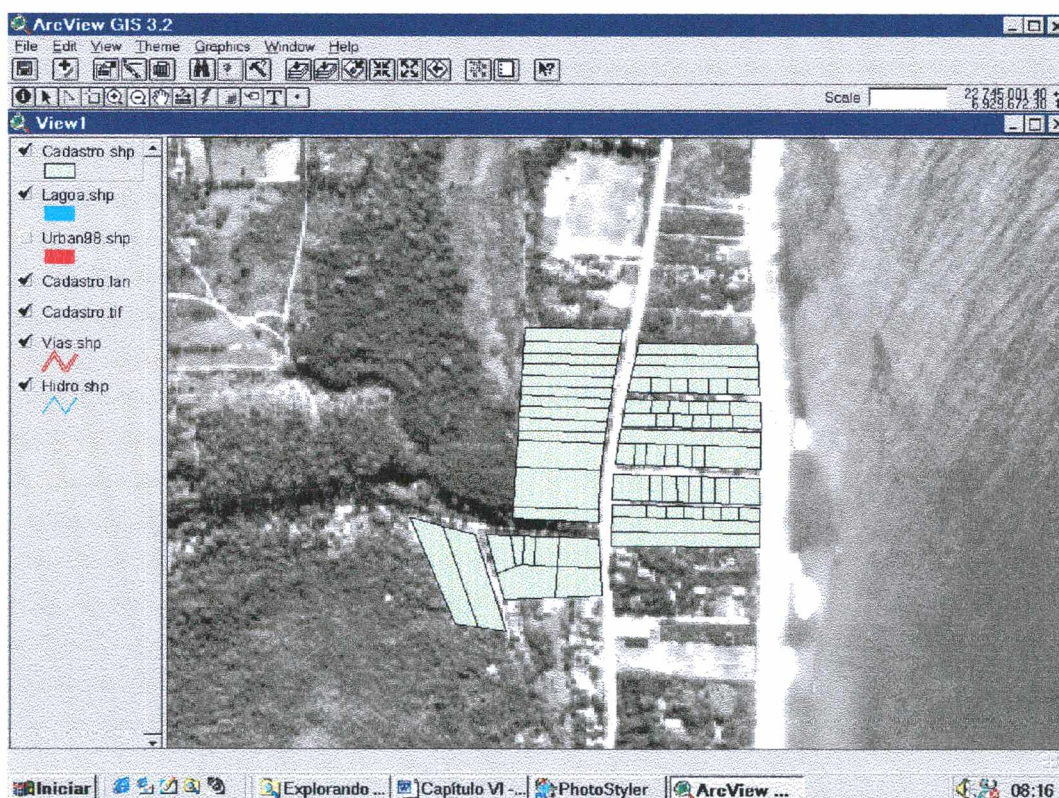 ArcView GIS 3.2
File Edit View Theme Graphics Window Help
Scale
22.745.001.40
6.929.672.30
View1
Cadastro.shp
Lagoa.shp
Urban98.shp
Cadastro.lan
Cadastro.tif
Vias.shp
Hidro.shp
Iniciar
Explorando ...
Capítulo VI -...
PhotoStyler
ArcView ...
08:16